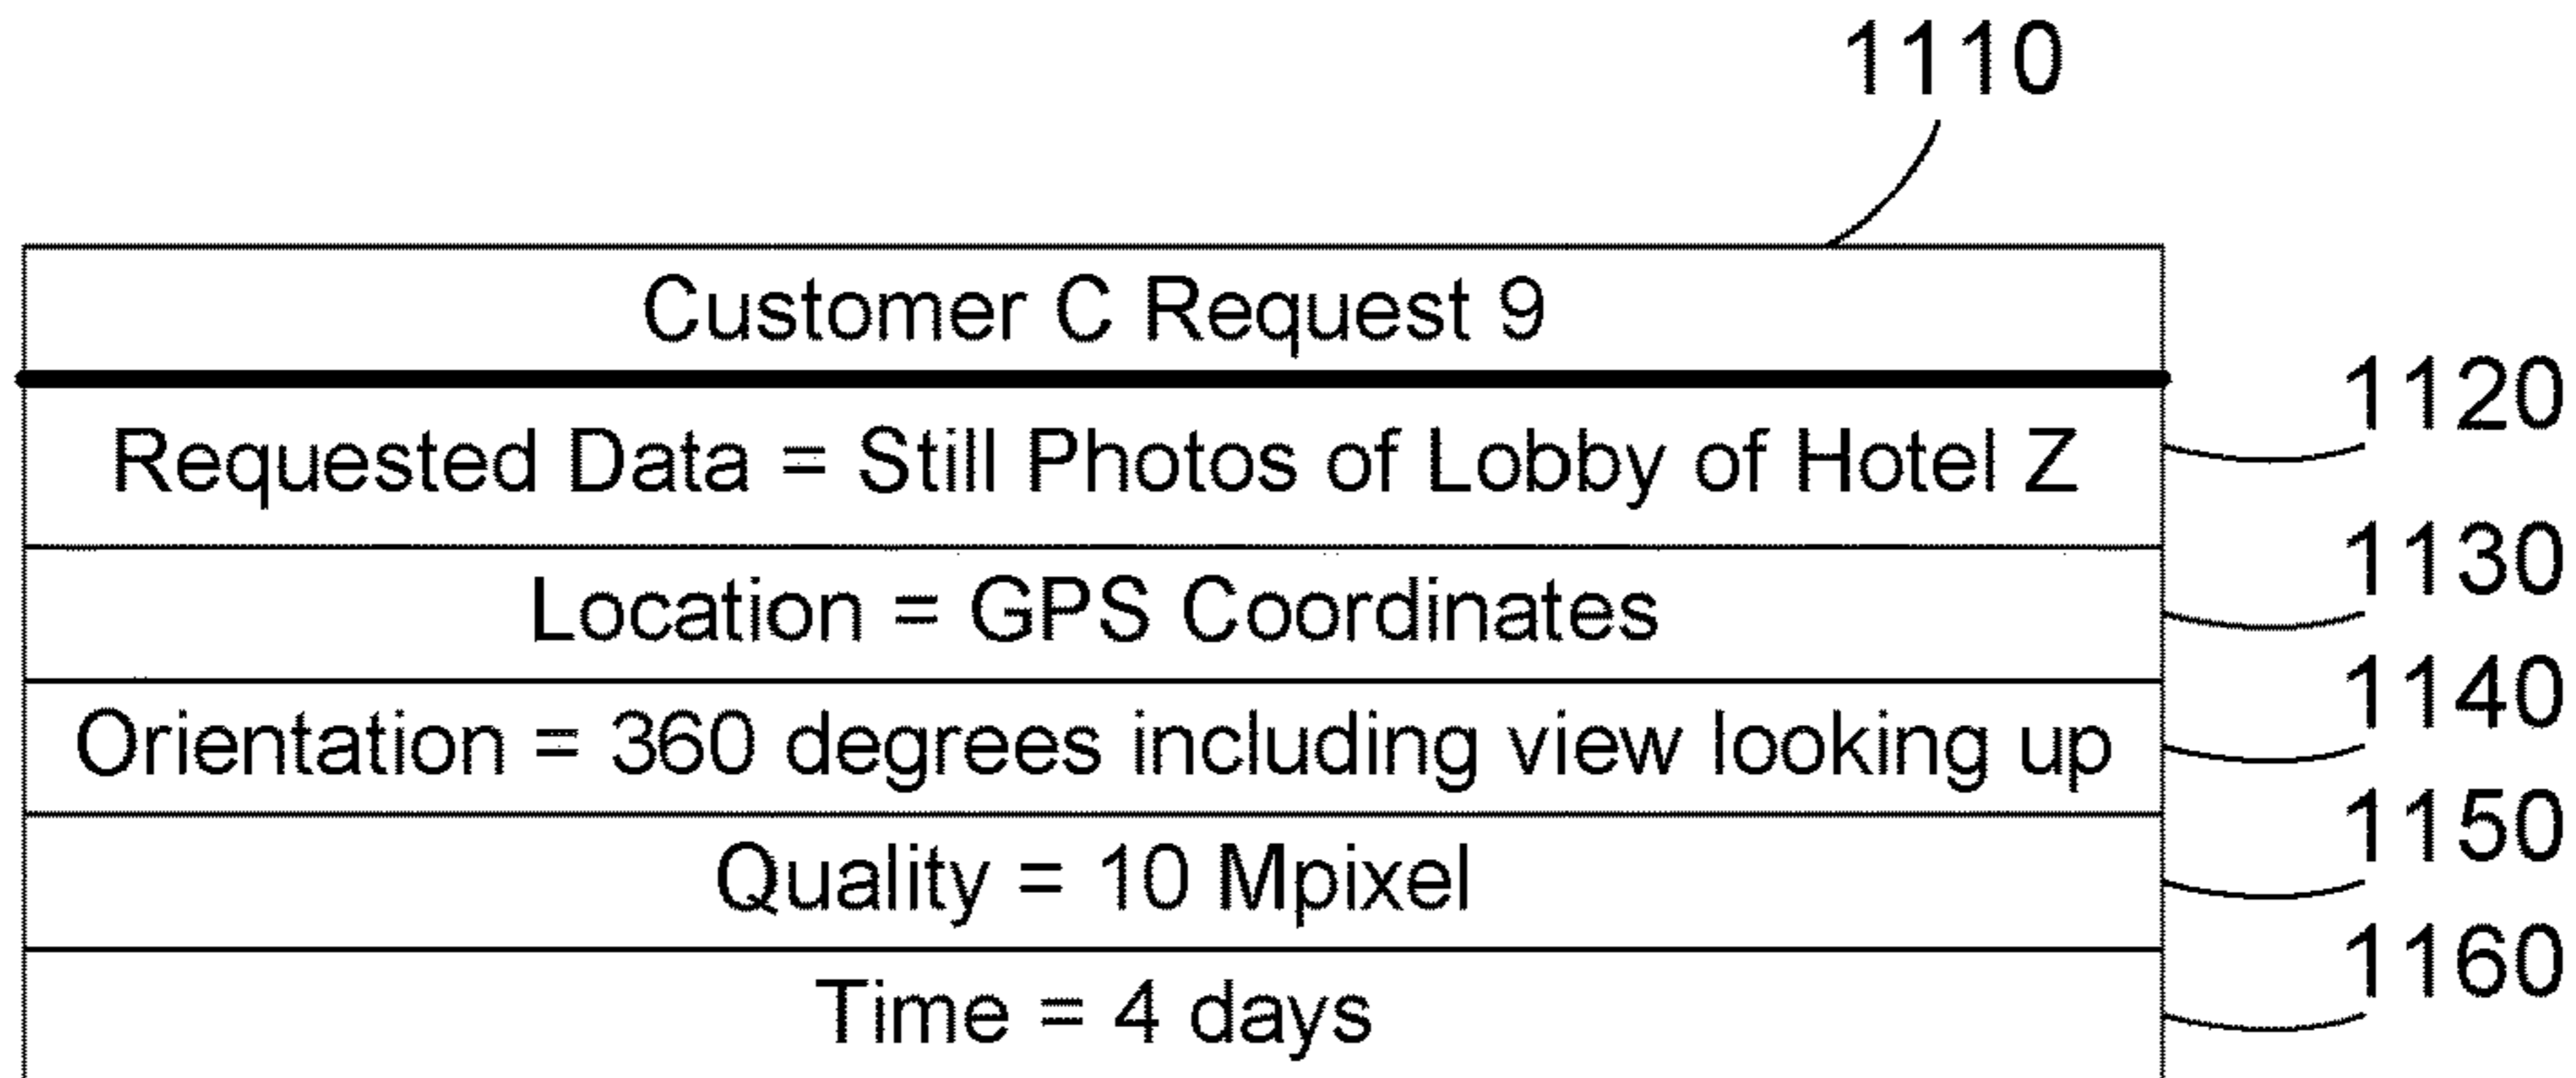 1110
Customer C Request 9
1120
Requested Data = Still Photos of Lobby of Hotel Z
1130
Location = GPS Coordinates
1140
Orientation = 360 degrees including view looking up
1150
Quality = 10 Mpixel
1160
Time = 4 days